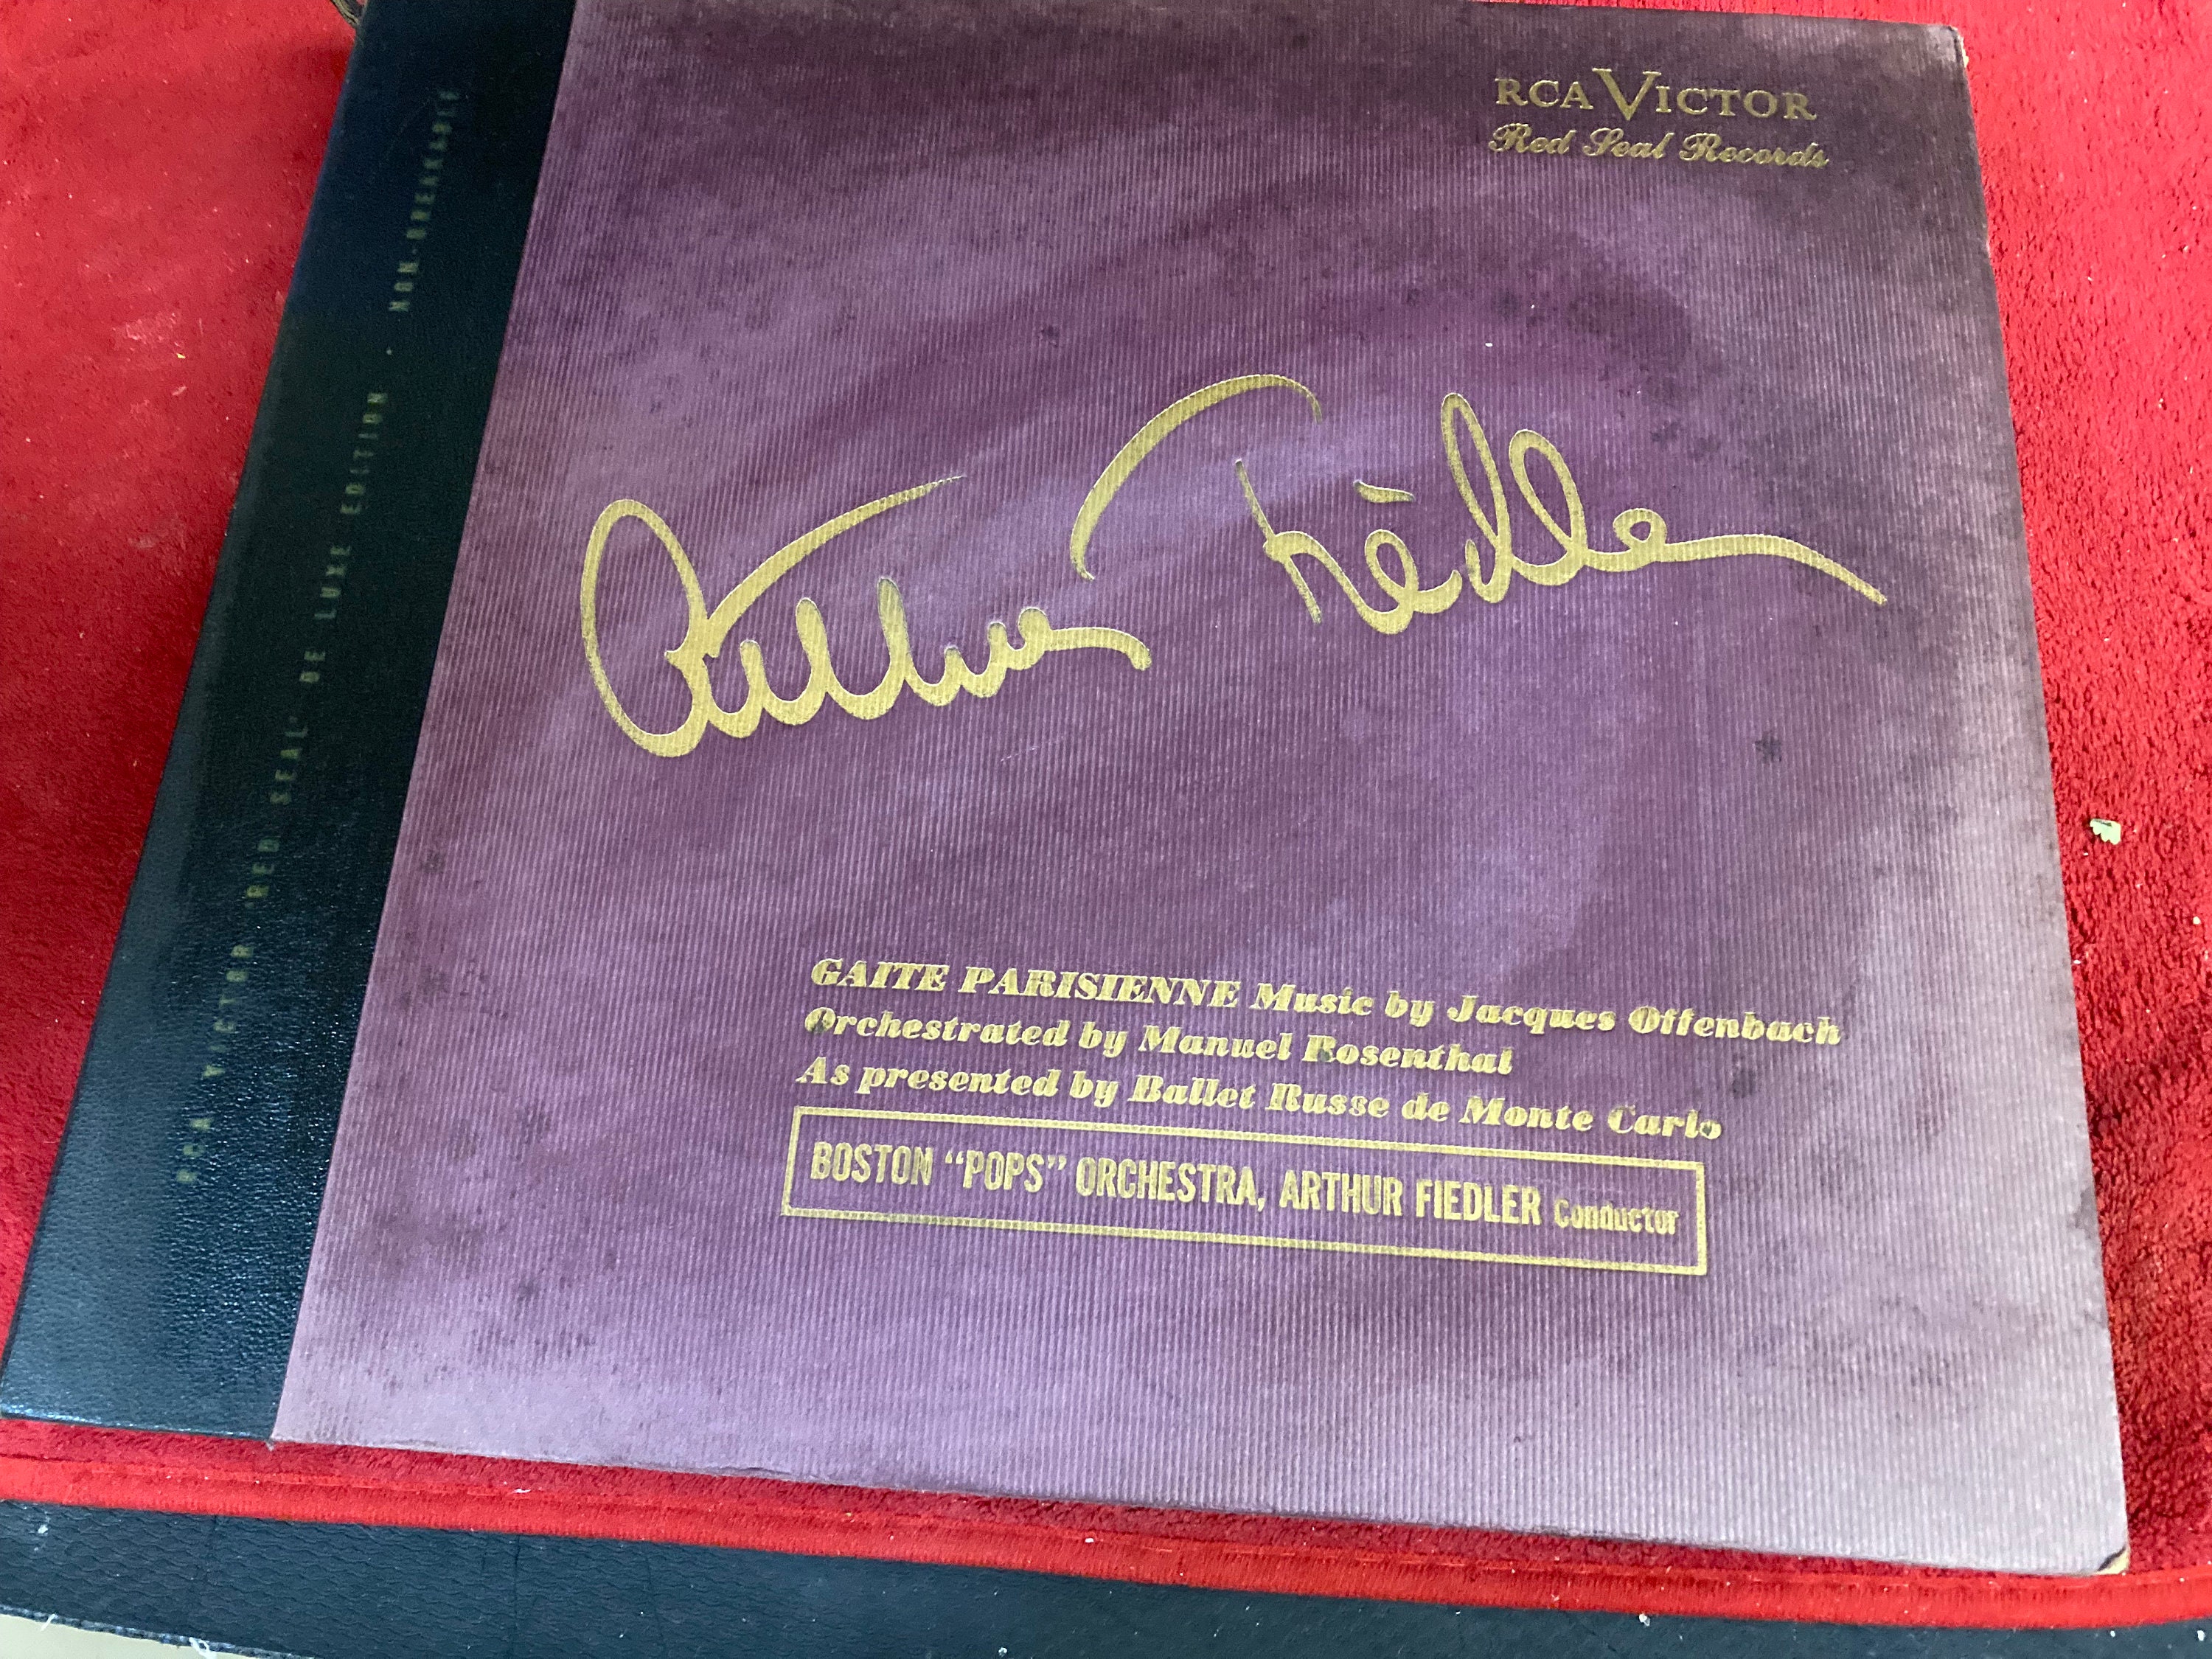 RCA VICTOR
Red Seal Records
Arthur Fiedler
GAITE PARISIENNE Music by Jacques Offenbach
Orchestrated by Manuel Rosenthal
As presented by Ballet Russe de Monte Carlo
BOSTON "POPS" ORCHESTRA, ARTHUR FIEDLER Conductor
RCA VICTOR 'RED SEAL' DE LUXE EDITION · NON-BREAKABLE